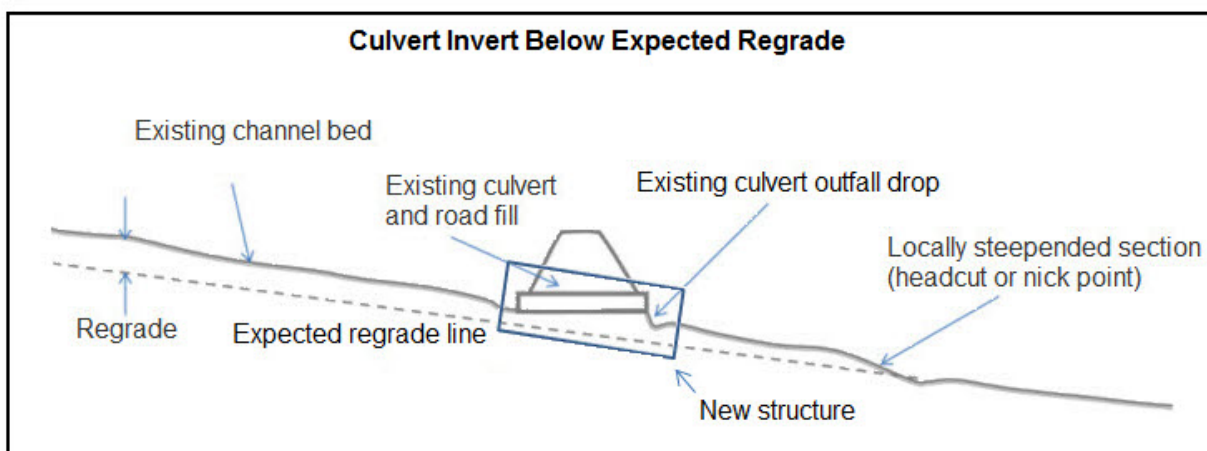 Culvert Invert Below Expected Regrade
Existing channel bed
Existing culvert
and road fill
Existing culvert outfall drop
Locally steepended section
(headcut or nick point)
Regrade
Expected regrade line
New structure